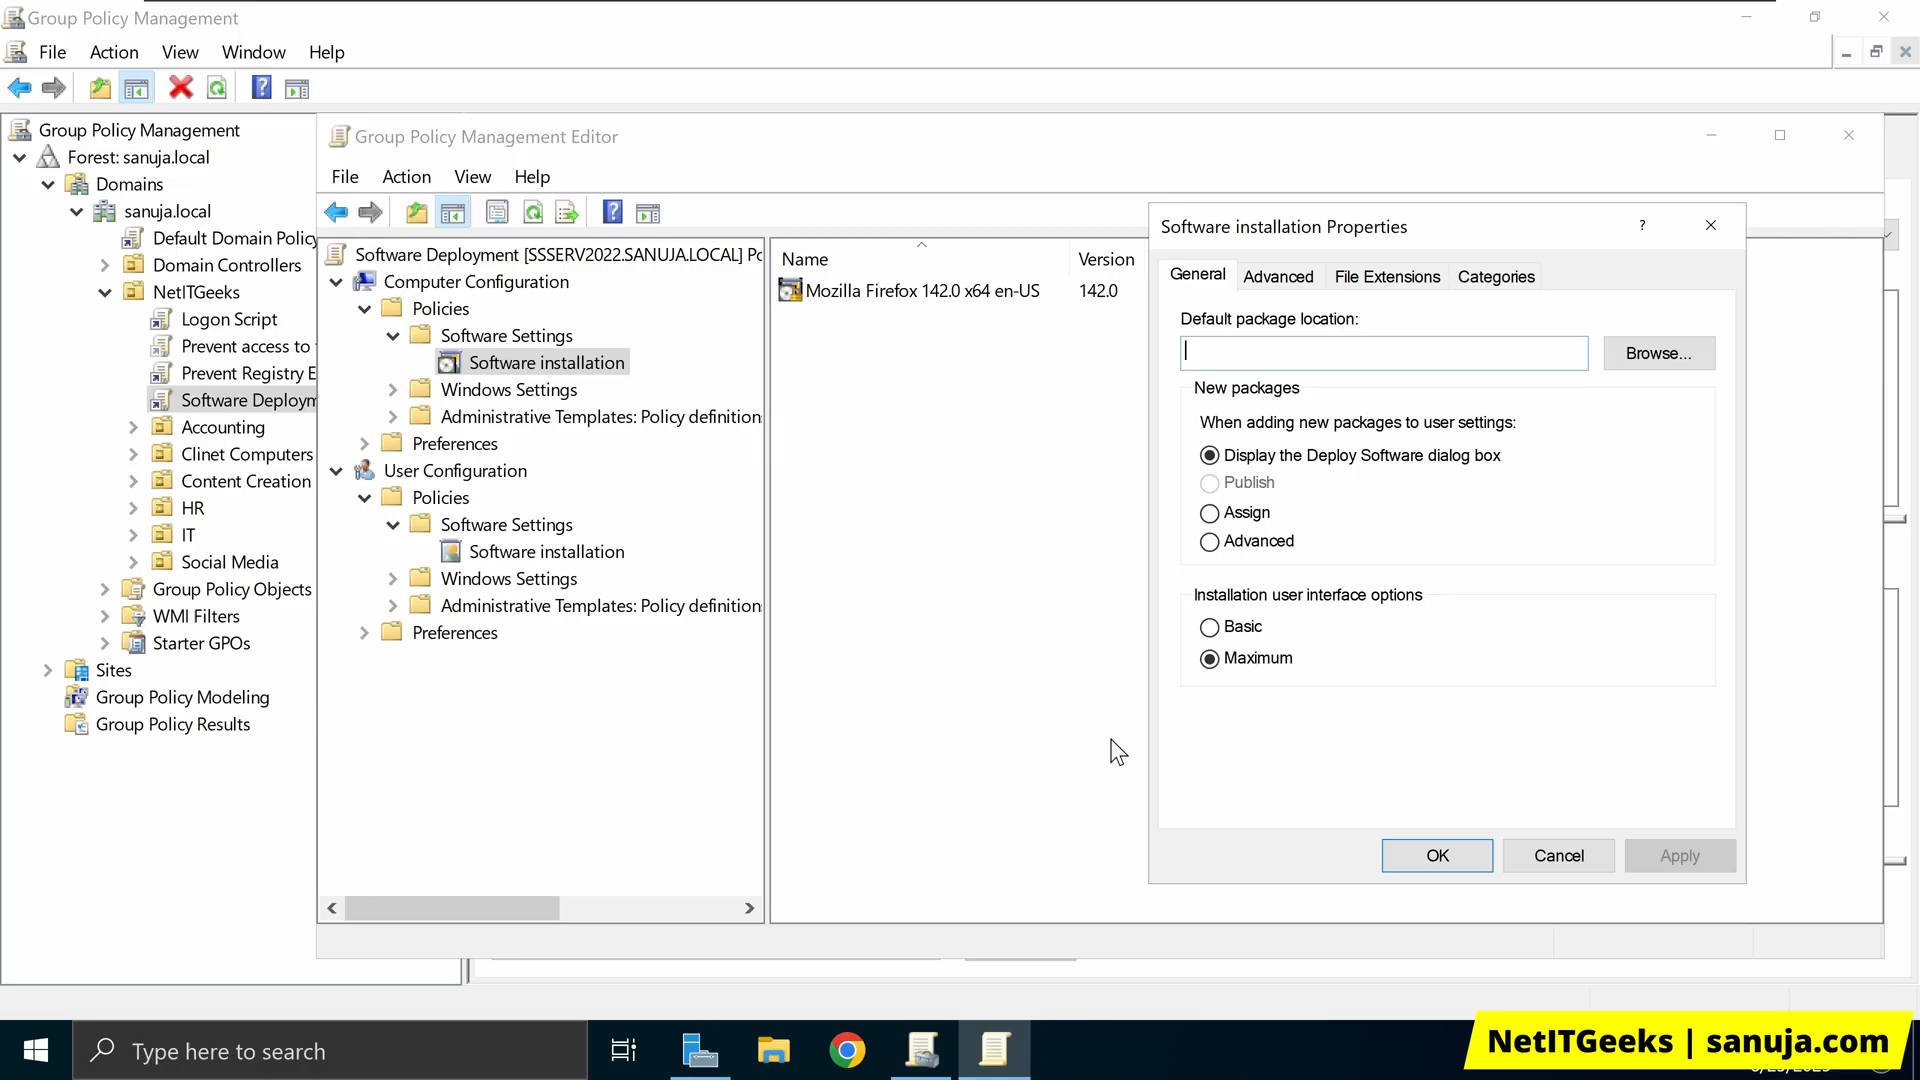 Group Policy Management
File Action View Window Help
Group Policy Management
Forest: sanuja.local
Domains
sanuja.local
Default Domain Policy
Domain Controllers
NetITGeeks
Logon Script
Prevent access to
Prevent Registry E
Software Deploym
Accounting
Clinet Computers
Content Creation
HR
IT
Social Media
Group Policy Objects
WMI Filters
Starter GPOs
Sites
Group Policy Modeling
Group Policy Results
Group Policy Management Editor
File Action View Help
Software Deployment [SSSERV2022.SANUJA.LOCAL] Po
Computer Configuration
Policies
Software Settings
Software installation
Windows Settings
Administrative Templates: Policy definition
Preferences
User Configuration
Policies
Software Settings
Software installation
Windows Settings
Administrative Templates: Policy definition
Preferences
Name Version
Mozilla Firefox 142.0 x64 en-US 142.0
Software installation Properties
General Advanced File Extensions Categories
Default package location:
Browse...
New packages
When adding new packages to user settings:
Display the Deploy Software dialog box
Publish
Assign
Advanced
Installation user interface options
Basic
Maximum
OK Cancel Apply
Type here to search
NetITGeeks | sanuja.com